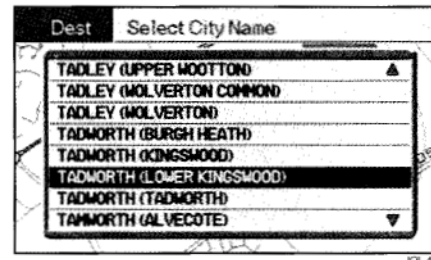 Dest Select City Name
TADLEY (UPPER WOOTTON)
TADLEY (WOLVERTON COMMON)
TADLEY (WOLVERTON)
TADWORTH (BURGH HEATH)
TADWORTH (KINGSWOOD)
TADWORTH (LOWER KINGSWOOD)
TADWORTH (TADWORTH)
TAMWORTH (ALVECOTE)